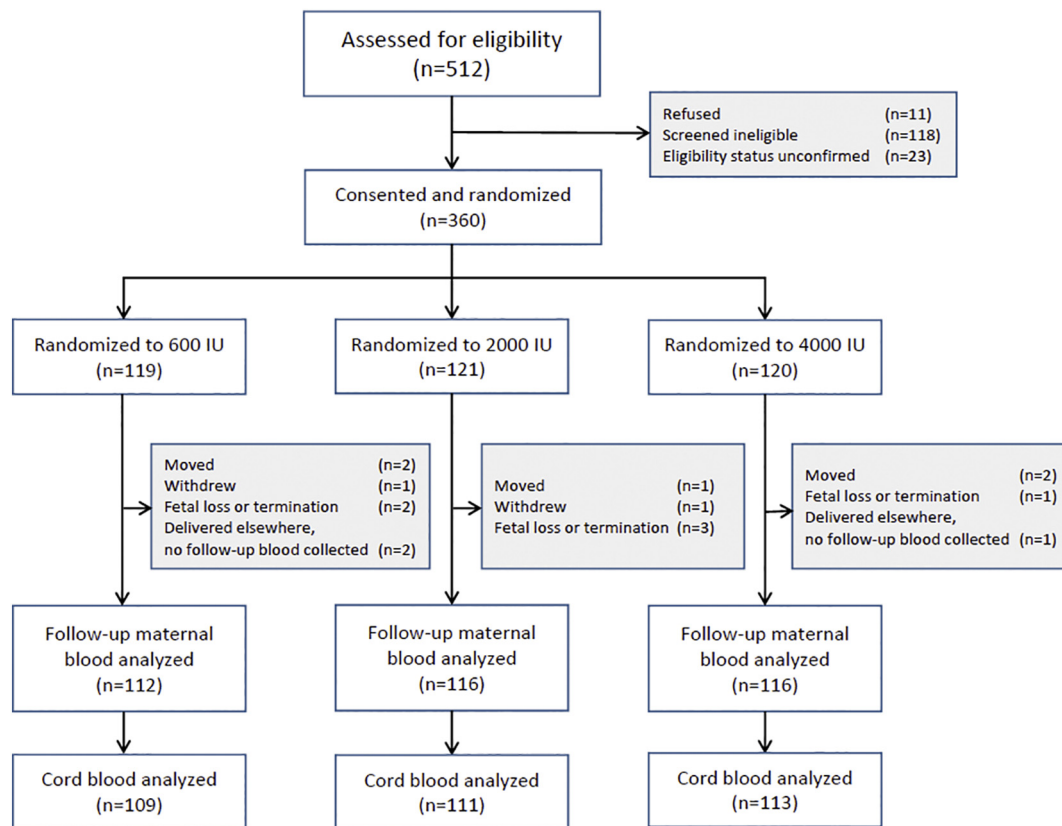 Assessed for eligibility
(n=512)
Refused (n=11)
Screened ineligible (n=118)
Eligibility status unconfirmed (n=23)
Consented and randomized
(n=360)
Randomized to 600 IU
(n=119)
Randomized to 2000 IU
(n=121)
Randomized to 4000 IU
(n=120)
Moved (n=2)
Withdrew (n=1)
Fetal loss or termination (n=2)
Delivered elsewhere,
no follow-up blood collected (n=2)
Moved (n=1)
Withdrew (n=1)
Fetal loss or termination (n=3)
Moved (n=2)
Fetal loss or termination (n=1)
Delivered elsewhere,
no follow-up blood collected (n=1)
Follow-up maternal
blood analyzed
(n=112)
Follow-up maternal
blood analyzed
(n=116)
Follow-up maternal
blood analyzed
(n=116)
Cord blood analyzed
(n=109)
Cord blood analyzed
(n=111)
Cord blood analyzed
(n=113)